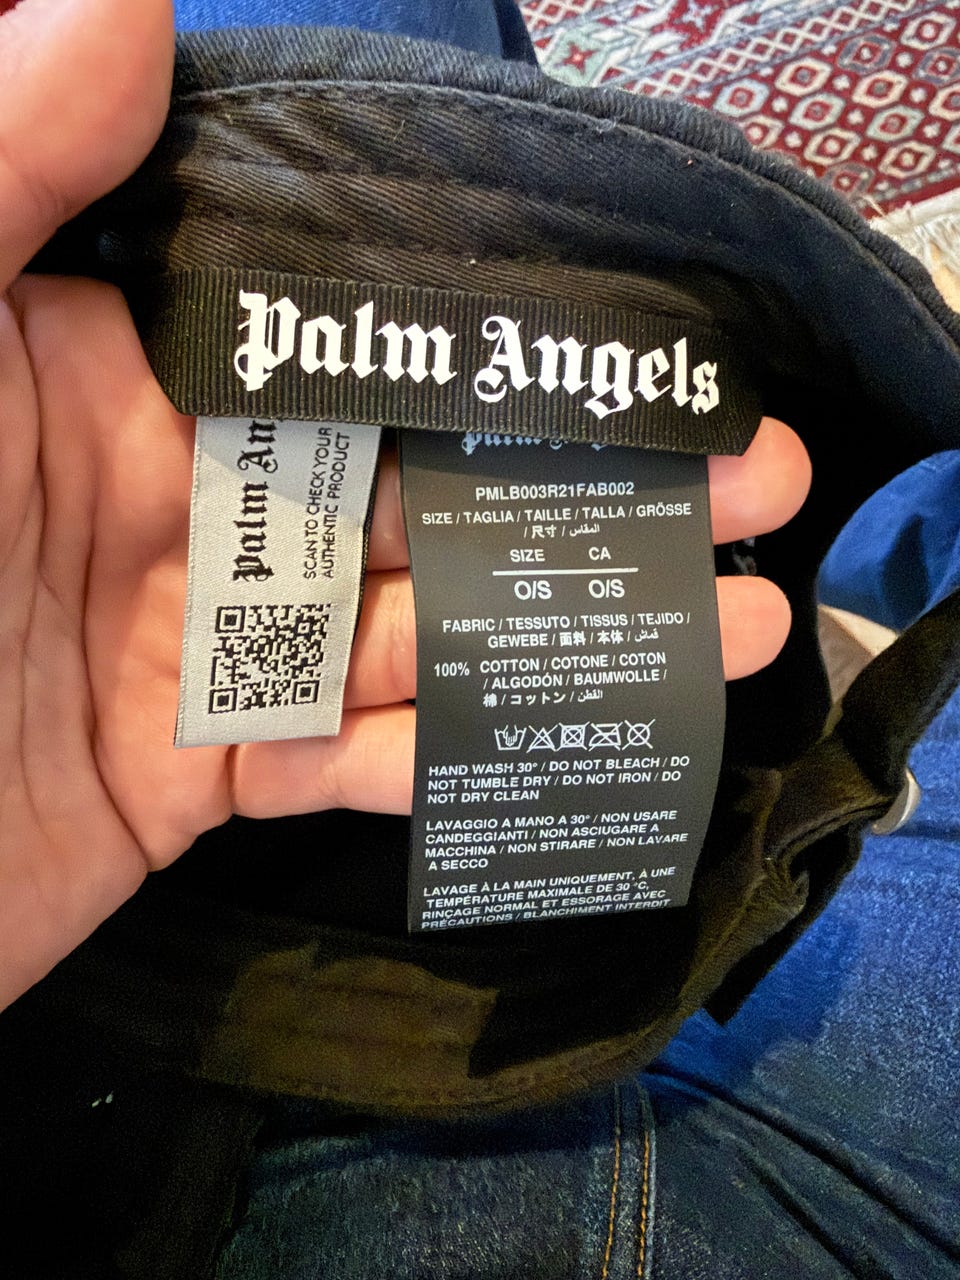 Palm Angels
Palm An
SCAN TO CHECK YOUR
AUTHENTIC PRODUCT
PMLB003R21FAB002
SIZE / TAGLIA / TAILLE / TALLA / GRÖSSE
/ 尺寸 / المقاس
SIZE CA
O/S O/S
FABRIC / TESSUTO / TISSUS / TEJIDO /
GEWEBE / 面料 / 本体 / قماش
100% COTTON / COTONE / COTON
/ ALGODÓN / BAUMWOLLE /
棉 / コットン / القطن
HAND WASH 30° / DO NOT BLEACH / DO
NOT TUMBLE DRY / DO NOT IRON / DO
NOT DRY CLEAN
LAVAGGIO A MANO A 30° / NON USARE
CANDEGGIANTI / NON ASCIUGARE A
MACCHINA / NON STIRARE / NON LAVARE
A SECCO
LAVAGE À LA MAIN UNIQUEMENT, À UNE
TEMPÉRATURE MAXIMALE DE 30 °C,
RINÇAGE NORMAL ET ESSORAGE AVEC
PRÉCAUTIONS / BLANCHIMENT INTERDIT